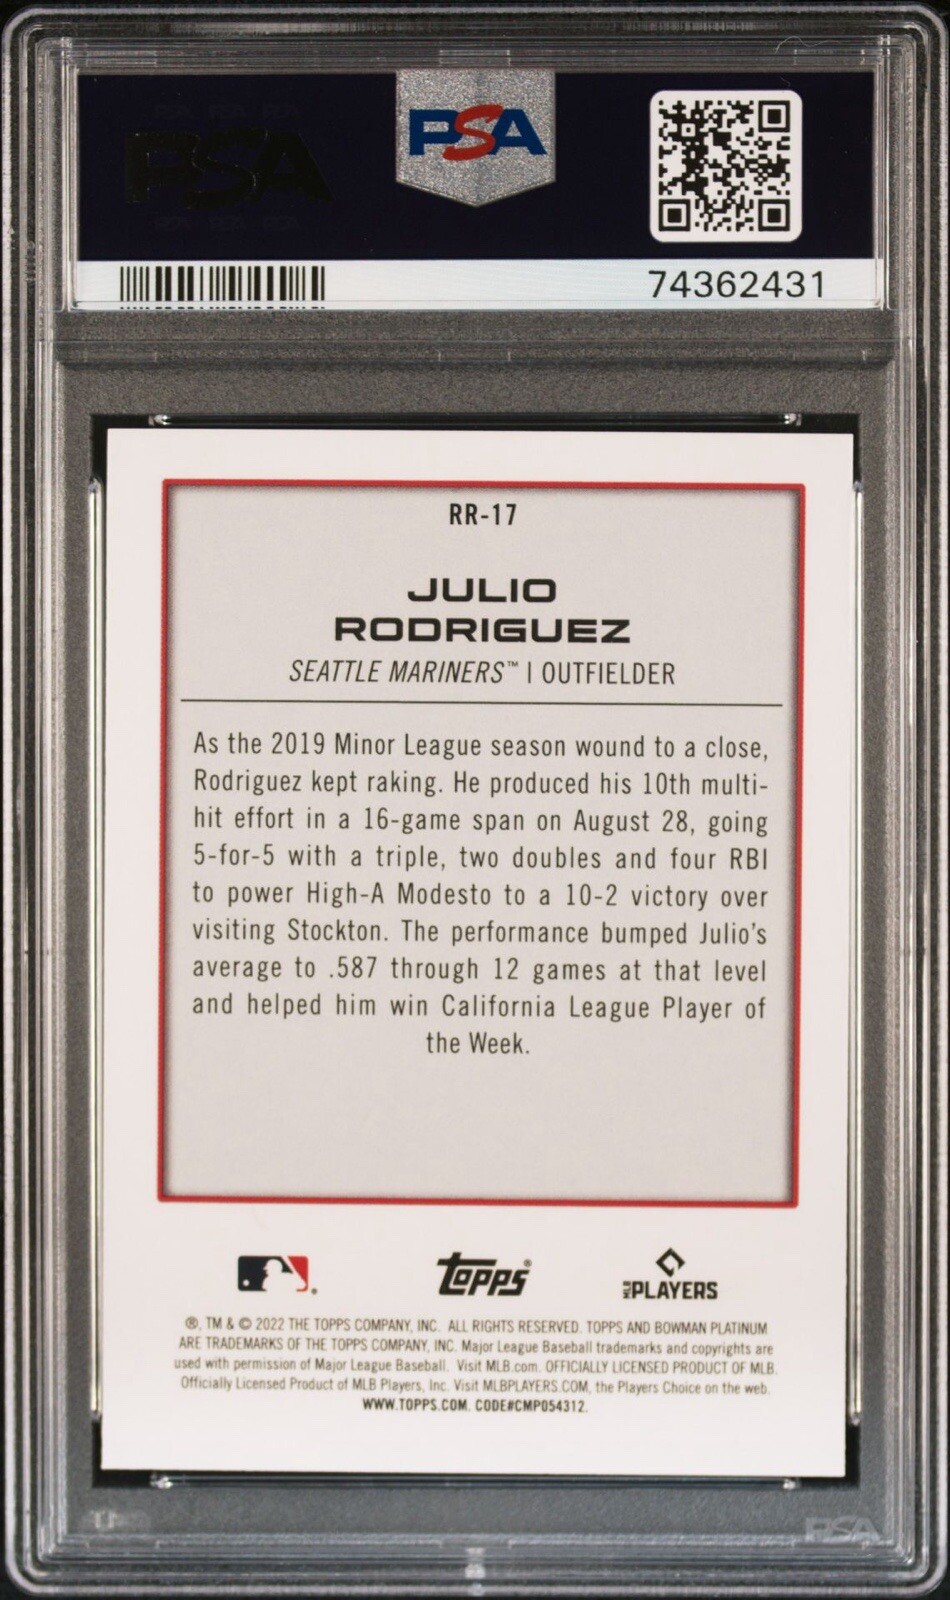 PSA
PSA
74362431
RR-17
JULIO
RODRIGUEZ
SEATTLE MARINERS™ | OUTFIELDER
As the 2019 Minor League season wound to a close,
Rodriguez kept raking. He produced his 10th multi-
hit effort in a 16-game span on August 28, going
5-for-5 with a triple, two doubles and four RBI
to power High-A Modesto to a 10-2 victory over
visiting Stockton. The performance bumped Julio's
average to .587 through 12 games at that level
and helped him win California League Player of
the Week.
Topps®
MLB PLAYERS
®, TM & © 2022 THE TOPPS COMPANY, INC. ALL RIGHTS RESERVED. TOPPS AND BOWMAN PLATINUM
ARE TRADEMARKS OF THE TOPPS COMPANY, INC. Major League Baseball trademarks and copyrights are
used with permission of Major League Baseball. Visit MLB.com. OFFICIALLY LICENSED PRODUCT OF MLB.
Officially Licensed Product of MLB Players, Inc. Visit MLBPLAYERS.COM, the Players Choice on the web.
WWW.TOPPS.COM. CODE#CMP054312.
PSA